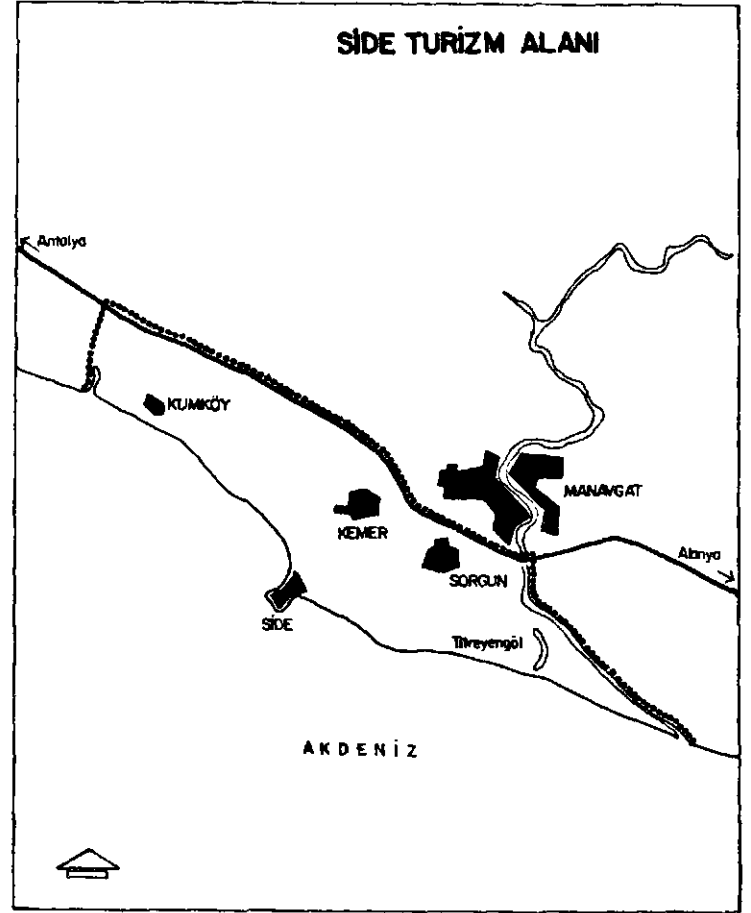 SİDE TURİZM ALANI
Antalya
KUMKÖY
MANAVGAT
KEMER
Alanya
SORGUN
SİDE
Titreyengöl
AKDENİZ